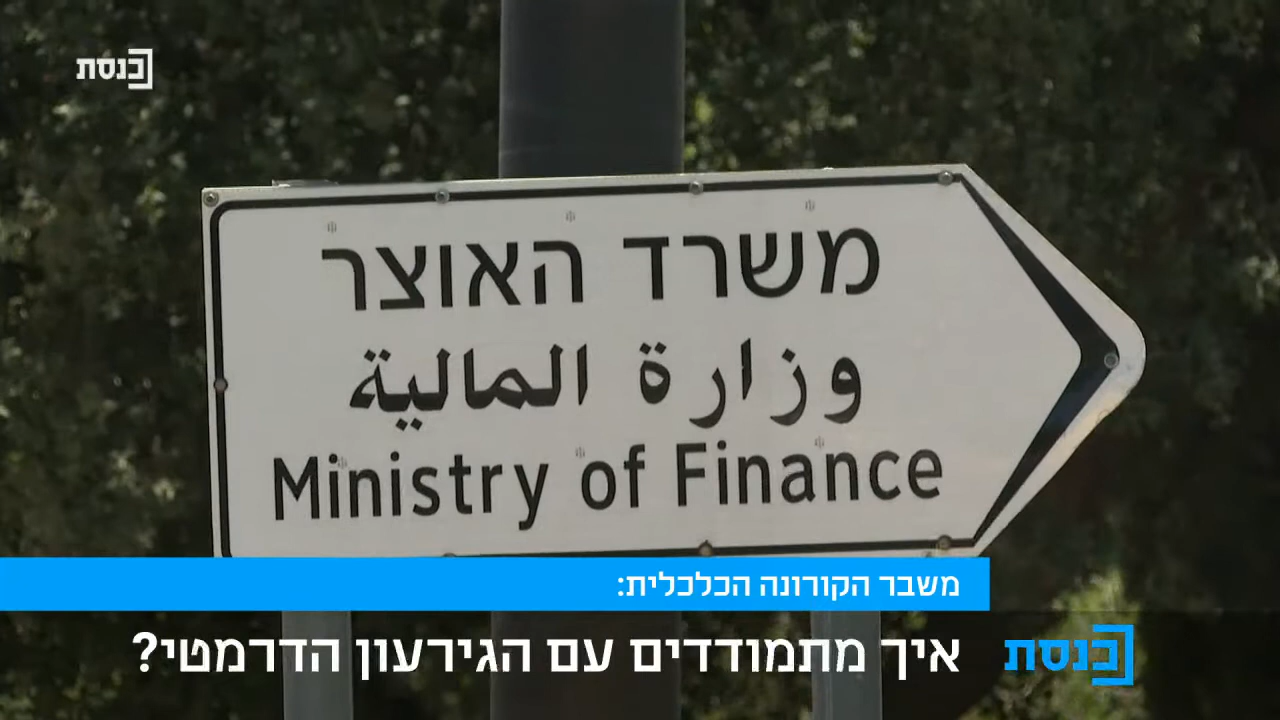 כנסת
משרד האוצר
وزارة المالية
Ministry of Finance
משבר הקורונה הכלכלית:
איך מתמודדים עם הגירעון הדרמטי?
כנסת